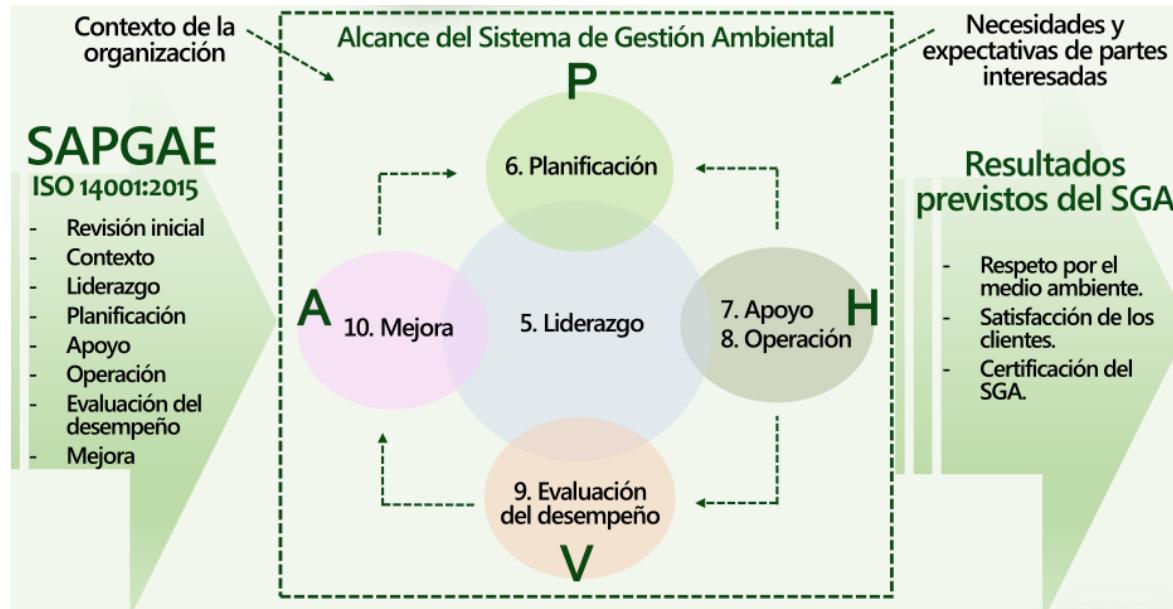 Contexto de la
organización
Alcance del Sistema de Gestión Ambiental
Necesidades y
expectativas de partes
interesadas
SAPGAE
ISO 14001:2015
- Revisión inicial
- Contexto
- Liderazgo
- Planificación
- Apoyo
- Operación
- Evaluación del
desempeño
- Mejora
P
6. Planificación
A
10. Mejora
5. Liderazgo
7. Apoyo
8. Operación
H
9. Evaluación
del desempeño
V
Resultados
previstos del SGA
- Respeto por el
medio ambiente.
- Satisfacción de los
clientes.
- Certificación del
SGA.